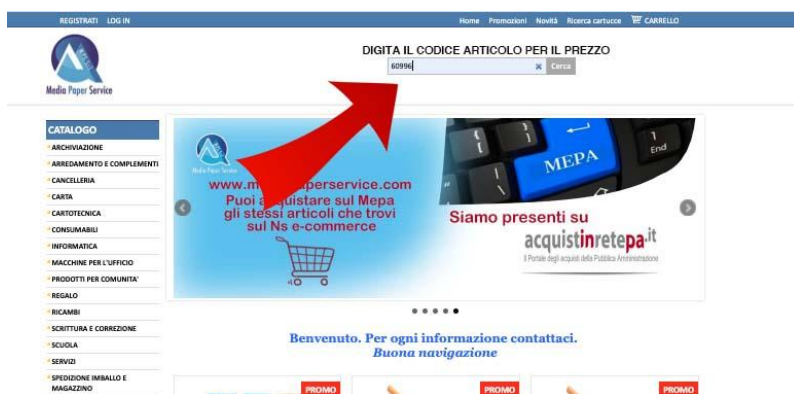 REGISTRATI LOG IN
Home Promozioni Novità Ricerca cartucce CARRELLO
DIGITA IL CODICE ARTICOLO PER IL PREZZO
60996
Cerca
Media Paper Service
CATALOGO
ARCHIVIAZIONE
ARREDAMENTO E COMPLEMENTI
CANCELLERIA
CARTA
CARTOTECNICA
CONSUMABILI
INFORMATICA
MACCHINE PER L'UFFICIO
PRODOTTI PER COMUNITA'
REGALO
RICAMBI
SCRITTURA E CORREZIONE
SCUOLA
SERVIZI
SPEDIZIONE IMBALLO E
MAGAZZINO
Media Paper Service
Puoi acquistare sul Mepa
gli stessi articoli che trovi
sul Ns e-commerce
MEPA
1
End
Siamo presenti su
acquistinretepa.it
Il Portale degli acquisti della Pubblica Amministrazione
Benvenuto. Per ogni informazione contattaci.
Buona navigazione
PROMO
PROMO
PROMO